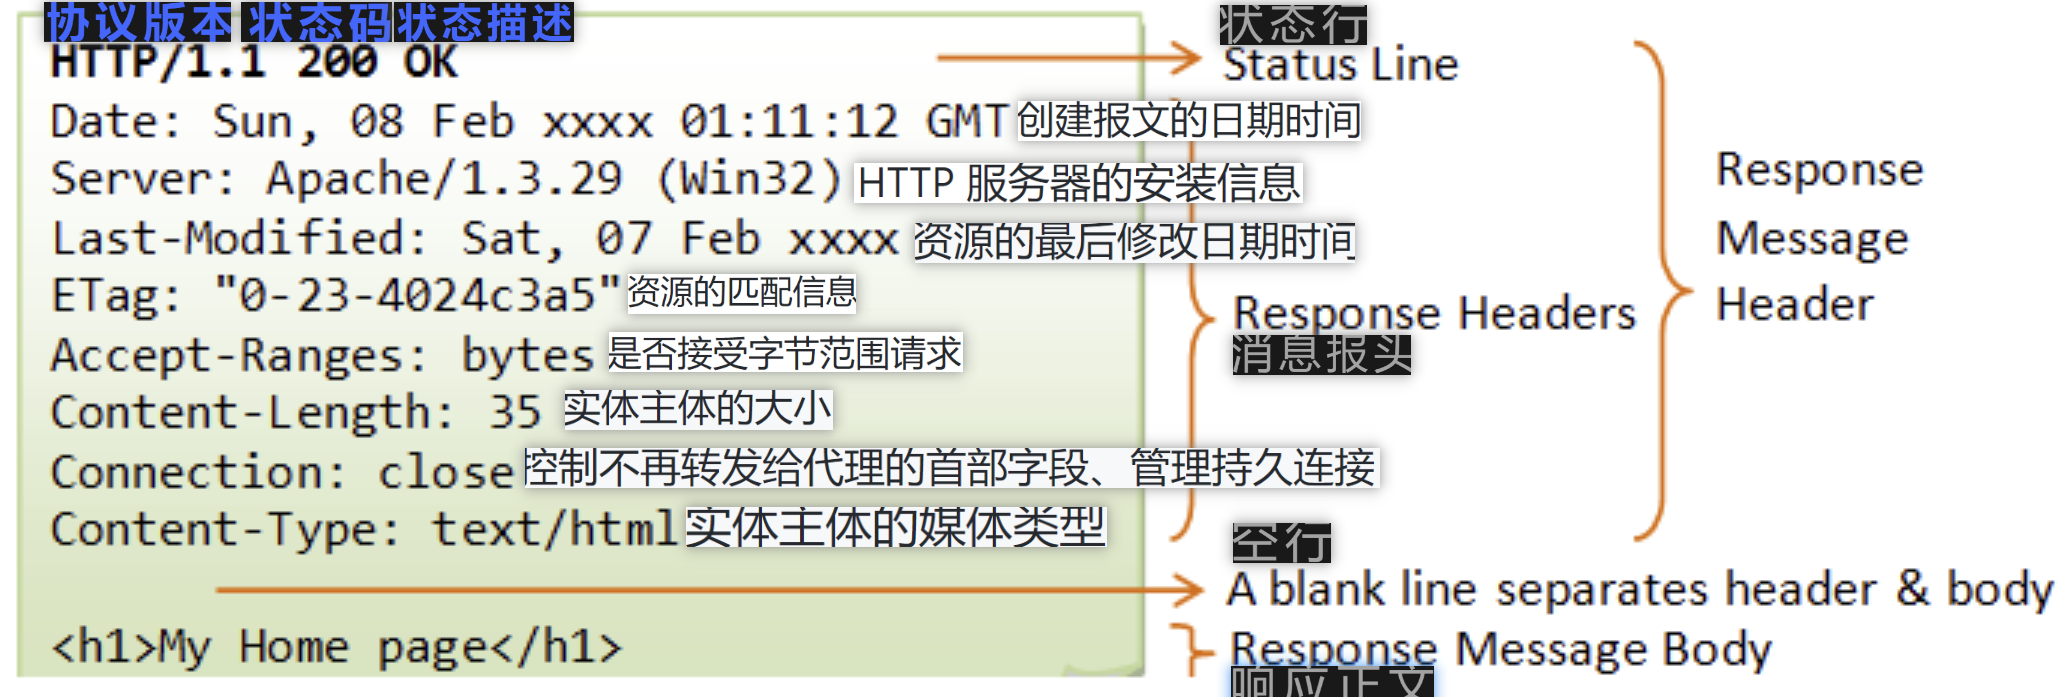 协议版本 状态码 状态描述
状态行
HTTP/1.1 200 OK
Status Line
Date: Sun, 08 Feb xxxx 01:11:12 GMT 创建报文的日期时间
Server: Apache/1.3.29 (Win32) HTTP 服务器的安装信息
Last-Modified: Sat, 07 Feb xxxx 资源的最后修改日期时间
ETag: "0-23-4024c3a5" 资源的匹配信息
Accept-Ranges: bytes 是否接受字节范围请求
Content-Length: 35 实体主体的大小
Connection: close 控制不再转发给代理的首部字段、管理持久连接
Content-Type: text/html 实体主体的媒体类型
Response Headers
消息报头
Response
Message
Header
空行
A blank line separates header & body
<h1>My Home page</h1>
Response Message Body
响应正文